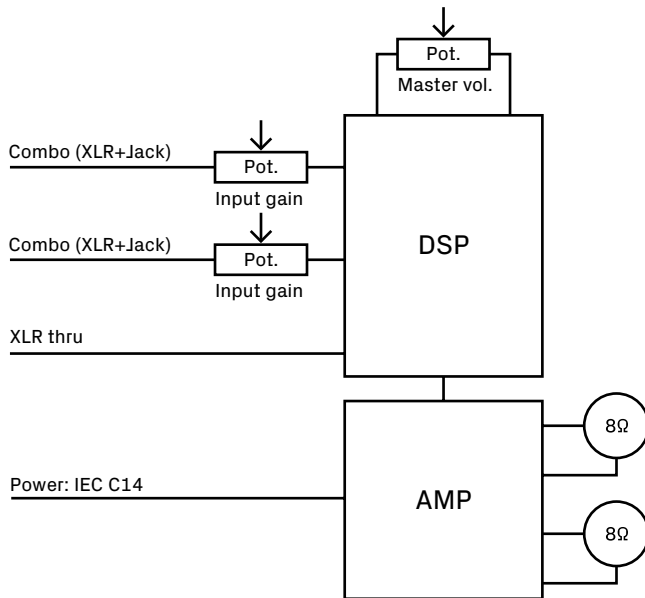 Pot.
Master vol.
Combo (XLR+Jack)
Pot.
Input gain
Combo (XLR+Jack)
Pot.
Input gain
DSP
XLR thru
8Ω
Power: IEC C14
AMP
8Ω